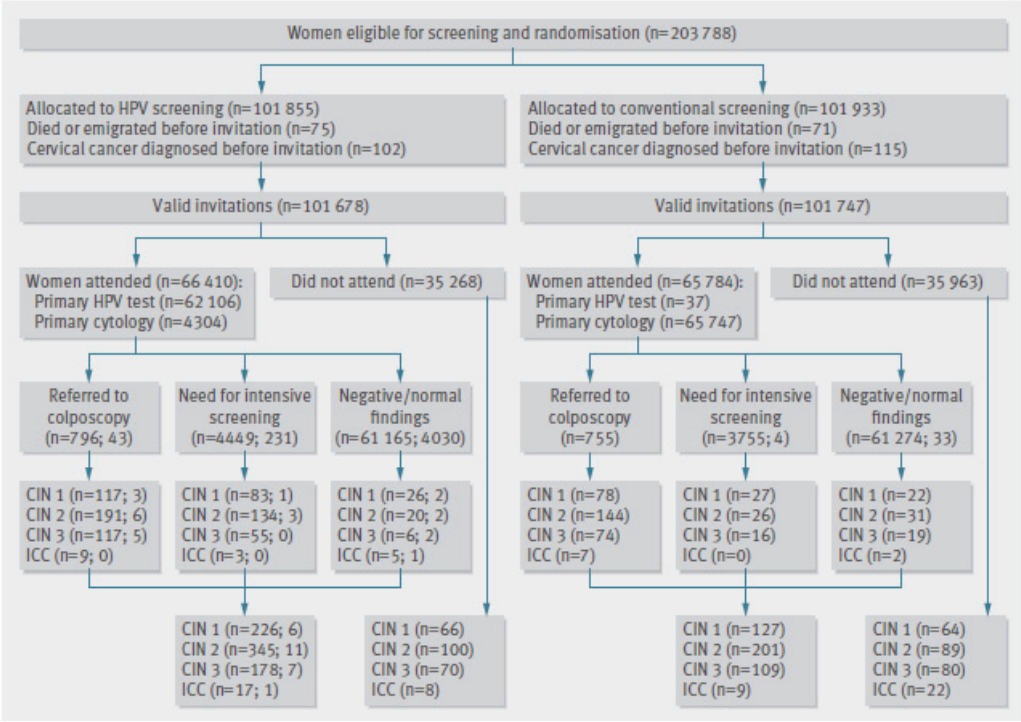 Women eligible for screening and randomisation (n=203 788)
Allocated to HPV screening (n=101 855)
Died or emigrated before invitation (n=75)
Cervical cancer diagnosed before invitation (n=102)
Allocated to conventional screening (n=101 933)
Died or emigrated before invitation (n=71)
Cervical cancer diagnosed before invitation (n=115)
Valid invitations (n=101 678)
Valid invitations (n=101 747)
Women attended (n=66 410):
Primary HPV test (n=62 106)
Primary cytology (n=4304)
Did not attend (n=35 268)
Women attended (n=65 784):
Primary HPV test (n=37)
Primary cytology (n=65 747)
Did not attend (n=35 963)
Referred to
colposcopy
(n=796; 43)
Need for intensive
screening
(n=4449; 231)
Negative/normal
findings
(n=61 165; 4030)
Referred to
colposcopy
(n=755)
Need for intensive
screening
(n=3755; 4)
Negative/normal
findings
(n=61 274; 33)
CIN 1 (n=117; 3)
CIN 2 (n=191; 6)
CIN 3 (n=117; 5)
ICC (n=9; 0)
CIN 1 (n=83; 1)
CIN 2 (n=134; 3)
CIN 3 (n=55; 0)
ICC (n=3; 0)
CIN 1 (n=26; 2)
CIN 2 (n=20; 2)
CIN 3 (n=6; 2)
ICC (n=5; 1)
CIN 1 (n=78)
CIN 2 (n=144)
CIN 3 (n=74)
ICC (n=7)
CIN 1 (n=27)
CIN 2 (n=26)
CIN 3 (n=16)
ICC (n=0)
CIN 1 (n=22)
CIN 2 (n=31)
CIN 3 (n=19)
ICC (n=2)
CIN 1 (n=226; 6)
CIN 2 (n=345; 11)
CIN 3 (n=178; 7)
ICC (n=17; 1)
CIN 1 (n=66)
CIN 2 (n=100)
CIN 3 (n=70)
ICC (n=8)
CIN 1 (n=127)
CIN 2 (n=201)
CIN 3 (n=109)
ICC (n=9)
CIN 1 (n=64)
CIN 2 (n=89)
CIN 3 (n=80)
ICC (n=22)